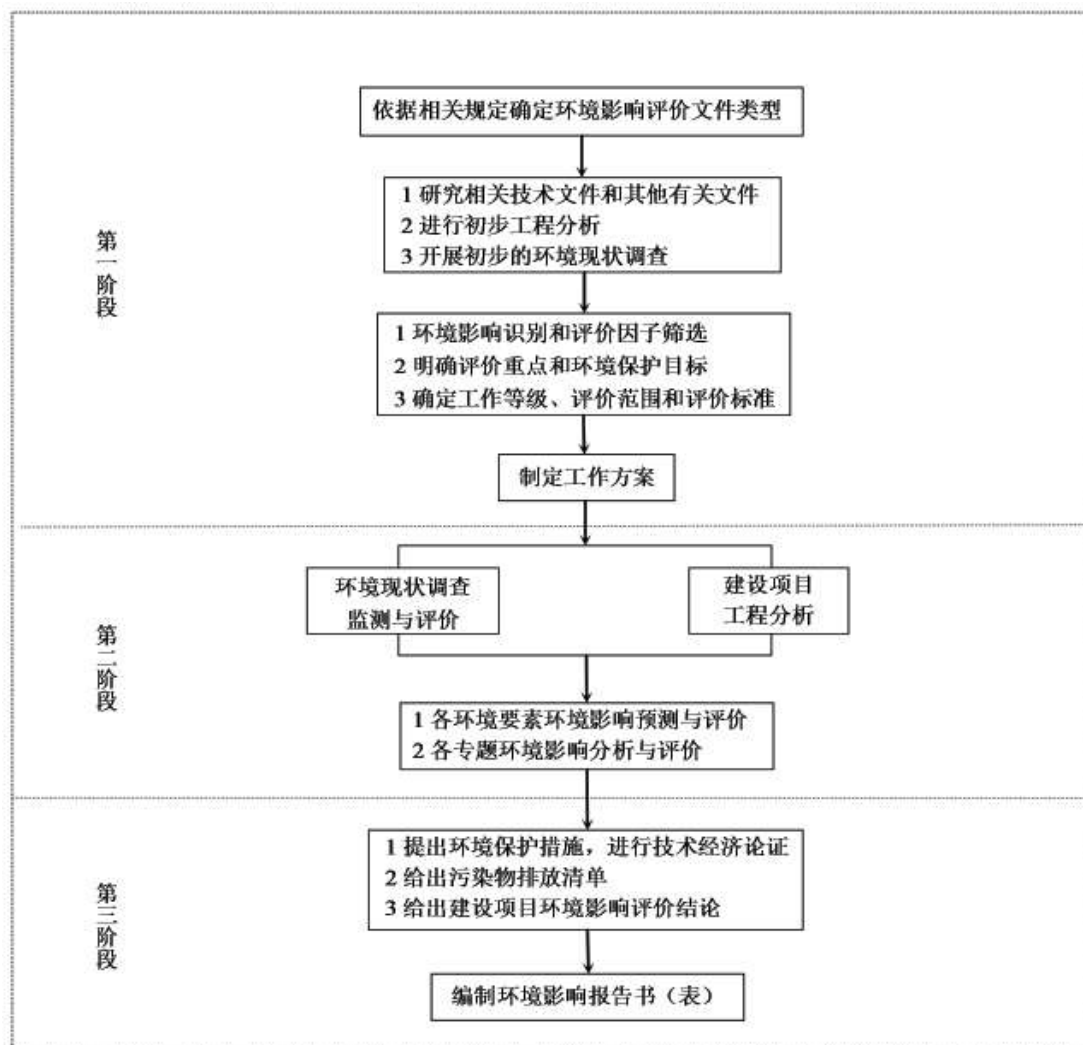 依据相关规定确定环境影响评价文件类型
1 研究相关技术文件和其他有关文件
2 进行初步工程分析
3 开展初步的环境现状调查
第一阶段
1 环境影响识别和评价因子筛选
2 明确评价重点和环境保护目标
3 确定工作等级、评价范围和评价标准
制定工作方案
环境现状调查
监测与评价
建设项目
工程分析
第二阶段
1 各环境要素环境影响预测与评价
2 各专题环境影响分析与评价
1 提出环境保护措施，进行技术经济论证
2 给出污染物排放清单
3 给出建设项目环境影响评价结论
第三阶段
编制环境影响报告书（表）